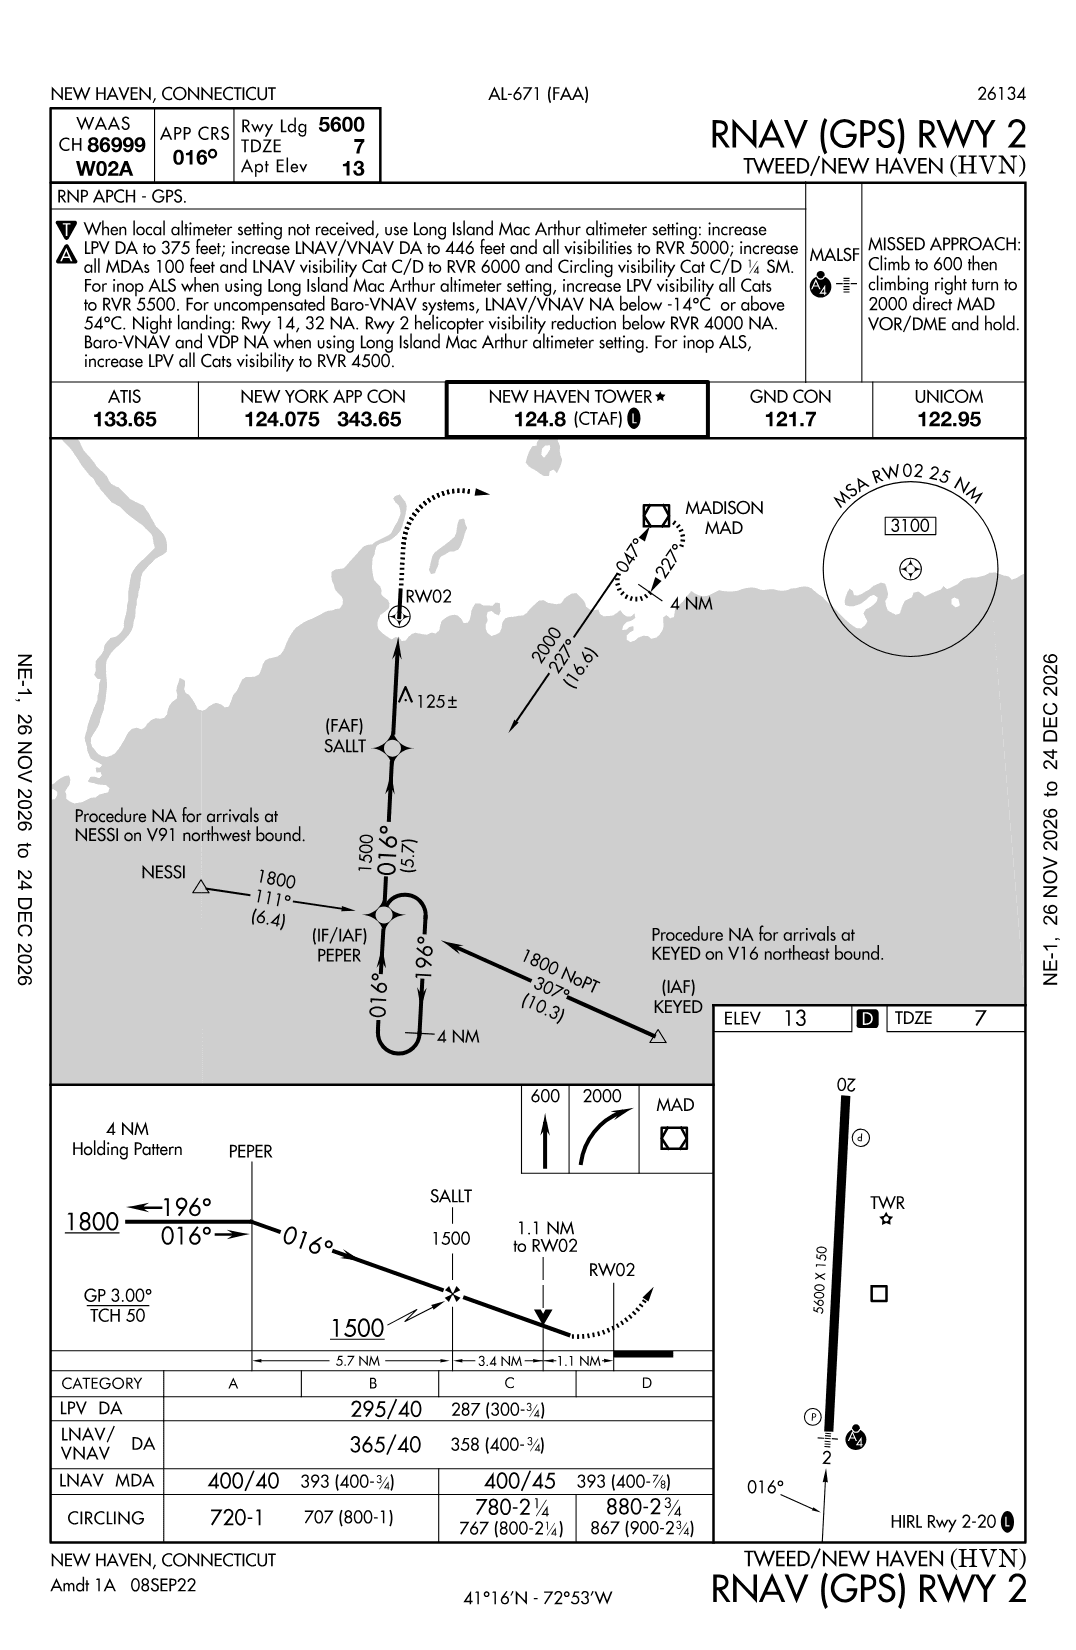 NEW HAVEN, CONNECTICUT
AL-671 (FAA)
26134
WAAS
CH 86999
W02A
APP CRS
016°
Rwy Ldg 5600
TDZE 7
Apt Elev 13
RNAV (GPS) RWY 2
TWEED/NEW HAVEN (HVN)
RNP APCH - GPS.
T When local altimeter setting not received, use Long Island Mac Arthur altimeter setting: increase
A LPV DA to 375 feet; increase LNAV/VNAV DA to 446 feet and all visibilities to RVR 5000; increase
all MDAs 100 feet and LNAV visibility Cat C/D to RVR 6000 and Circling visibility Cat C/D ¼ SM.
For inop ALS when using Long Island Mac Arthur altimeter setting, increase LPV visibility all Cats
to RVR 5500. For uncompensated Baro-VNAV systems, LNAV/VNAV NA below -14°C or above
54°C. Night landing: Rwy 14, 32 NA. Rwy 2 helicopter visibility reduction below RVR 4000 NA.
Baro-VNAV and VDP NA when using Long Island Mac Arthur altimeter setting. For inop ALS,
increase LPV all Cats visibility to RVR 4500.
MALSF
A4
MISSED APPROACH:
Climb to 600 then
climbing right turn to
2000 direct MAD
VOR/DME and hold.
ATIS
133.65
NEW YORK APP CON
124.075 343.65
NEW HAVEN TOWER★
124.8 (CTAF) L
GND CON
121.7
UNICOM
122.95
MSA RW02 25 NM
3100
MADISON
MAD
047°
227°
4 NM
2000
227°
(16.6)
RW02
125±
(FAF)
SALLT
Procedure NA for arrivals at
NESSI on V91 northwest bound.
1500
016°
(5.7)
NESSI
1800
111°
(6.4)
(IF/IAF)
PEPER
016°
196°
4 NM
Procedure NA for arrivals at
KEYED on V16 northeast bound.
1800 NoPT
307°
(10.3)
(IAF)
KEYED
ELEV 13
D
TDZE 7
20
P
TWR
5600 X 150
P
A4
2
016°
HIRL Rwy 2-20 L
600
2000
MAD
4 NM
Holding Pattern
PEPER
1800
196°
016°
016°
SALLT
1500
1.1 NM
to RW02
RW02
GP 3.00°
TCH 50
1500
5.7 NM
3.4 NM
1.1 NM
CATEGORY A B C D
LPV DA 295/40 287 (300-¾)
LNAV/
VNAV DA 365/40 358 (400-¾)
LNAV MDA 400/40 393 (400-¾) 400/45 393 (400-⅞)
CIRCLING 720-1 707 (800-1) 780-2¼ 880-2¾
767 (800-2¼) 867 (900-2¾)
NEW HAVEN, CONNECTICUT
Amdt 1A 08SEP22
41°16'N - 72°53'W
TWEED/NEW HAVEN (HVN)
RNAV (GPS) RWY 2
NE-1, 26 NOV 2026 to 24 DEC 2026
NE-1, 26 NOV 2026 to 24 DEC 2026